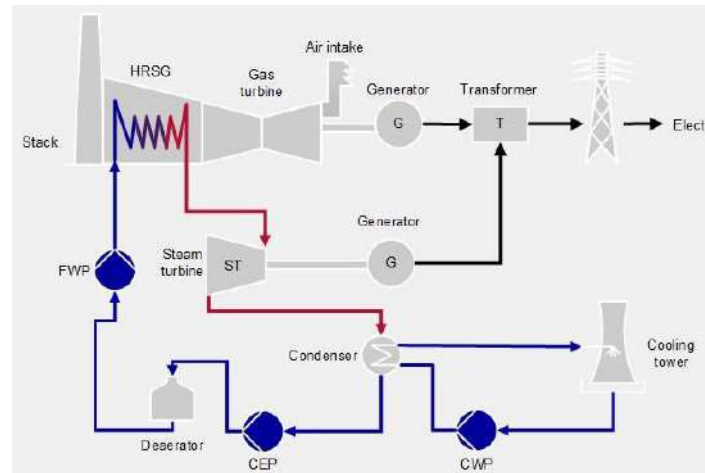 Air intake
HRSG
Gas
turbine
Generator
Transformer
G
T
Stack
Elect
Generator
Steam
turbine
ST
G
FWP
Condenser
Cooling
tower
Deaerator
CEP
CWP